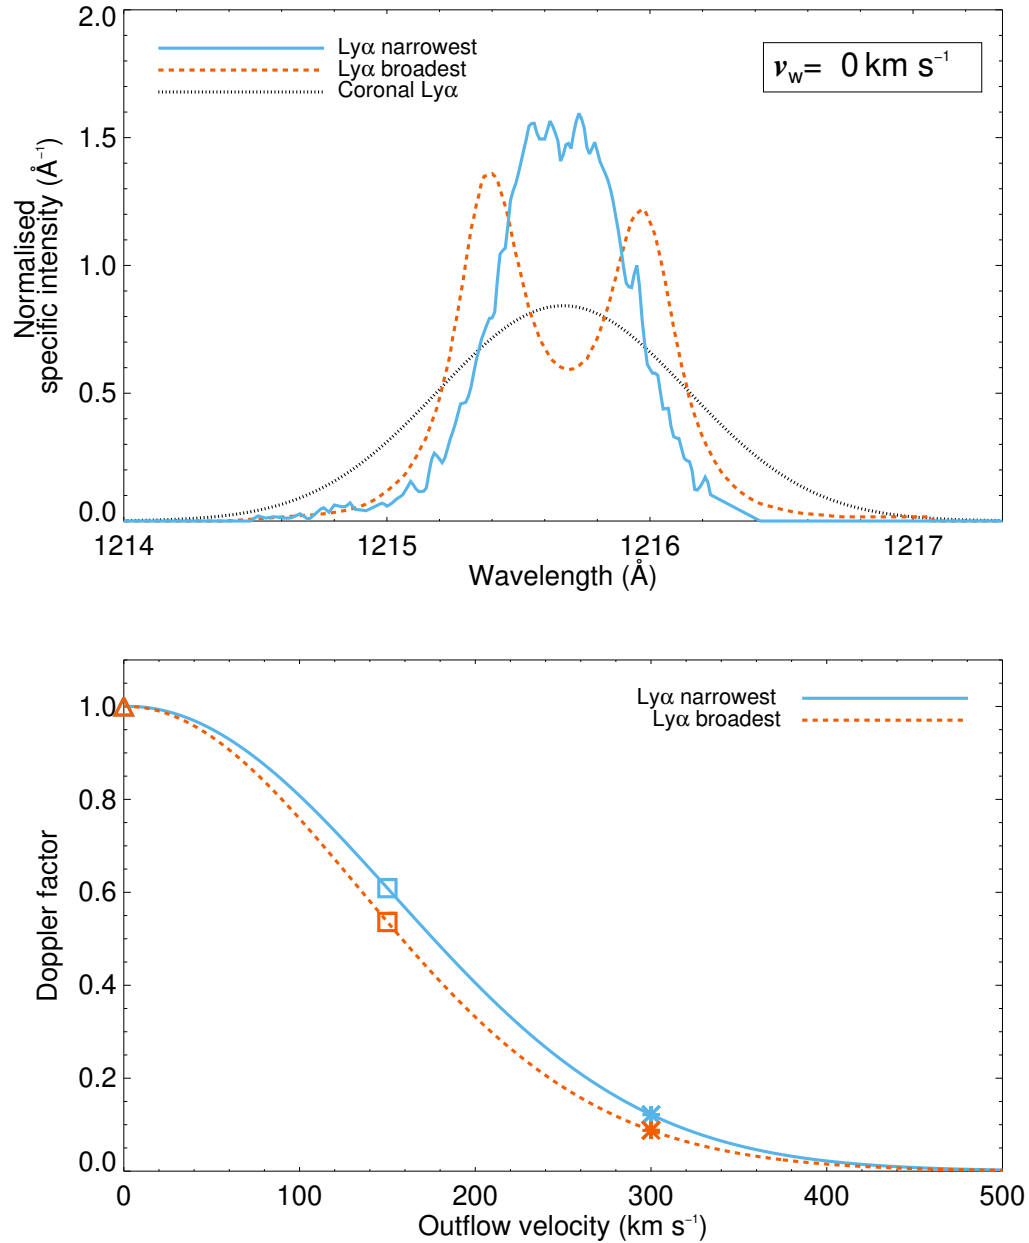 2.0
1.5
1.0
0.5
0.0
Normalised
specific intensity (Å⁻¹)
Lyα narrowest
Lyα broadest
Coronal Lyα
v_w= 0 km s⁻¹
1214 1215 1216 1217
Wavelength (Å)
1.0
0.8
0.6
0.4
0.2
0.0
Doppler factor
Lyα narrowest
Lyα broadest
0 100 200 300 400 500
Outflow velocity (km s⁻¹)